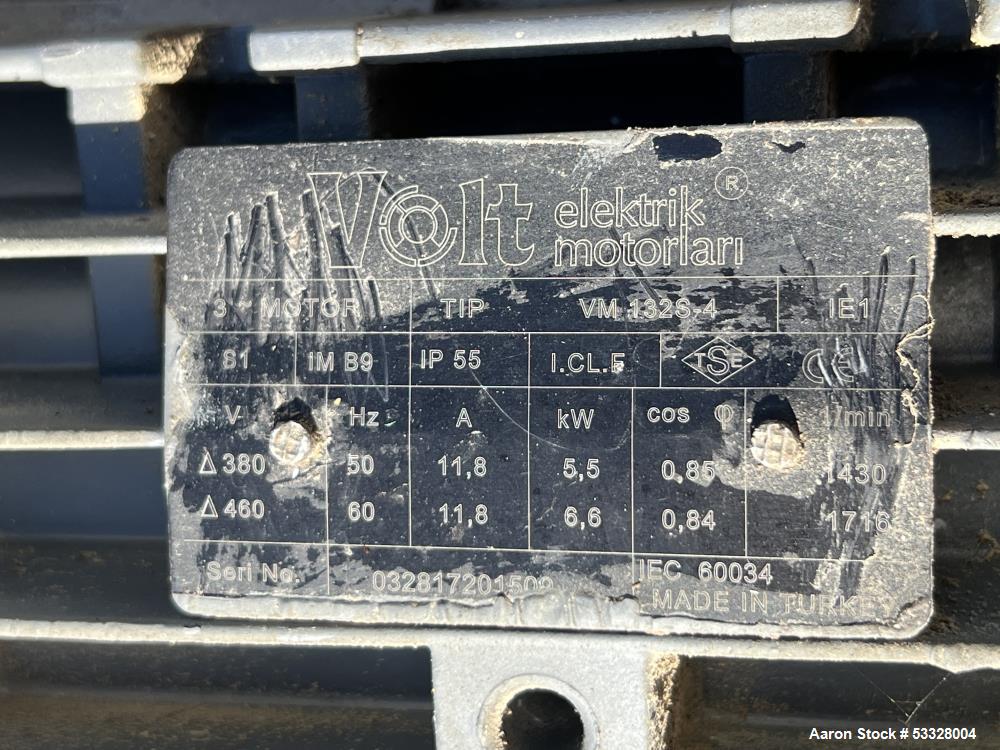 Volt elektrik motorları ®
3 ~ MOTOR TIP VM 132S-4 IE1
S1 IM B9 IP 55 I.CL.F TSE CE
V Hz A kW cos φ 1/min
Δ 380 50 11,8 5,5 0,85 1430
Δ 460 60 11,8 6,6 0,84 1716
Seri No. IEC 60034
MADE IN TURKEY
Aaron Stock # 53328004